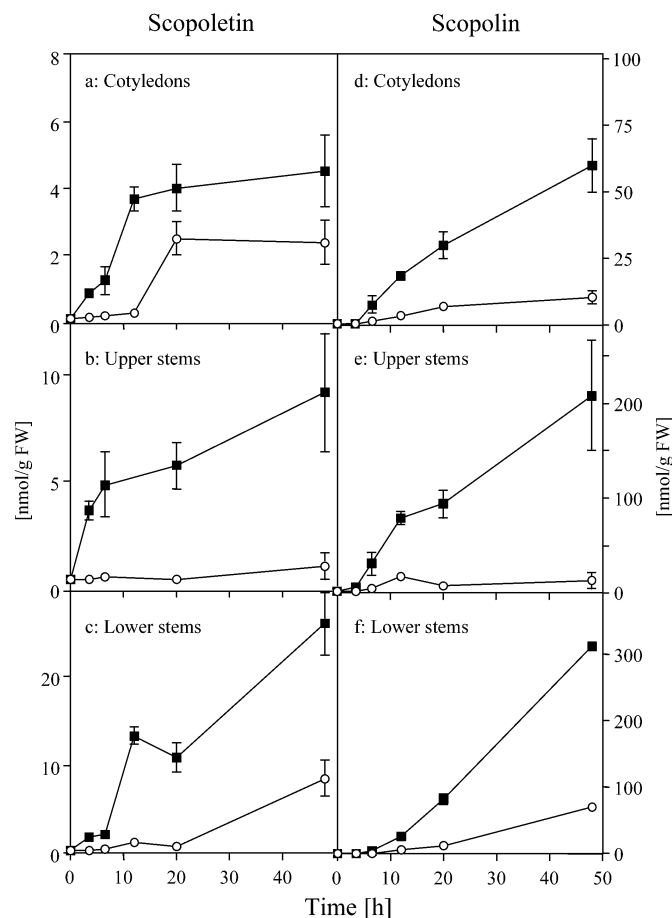 Scopoletin Scopolin
8 100
a: Cotyledons d: Cotyledons
6 75
4 50
2 25
0 0
b: Upper stems e: Upper stems
10
200
[nmol/g FW] 5 100 [nmol/g FW]
0 0
c: Lower stems f: Lower stems
300
20
200
10
100
0 0
0 10 20 30 40 0 10 20 30 40 50
Time [h]